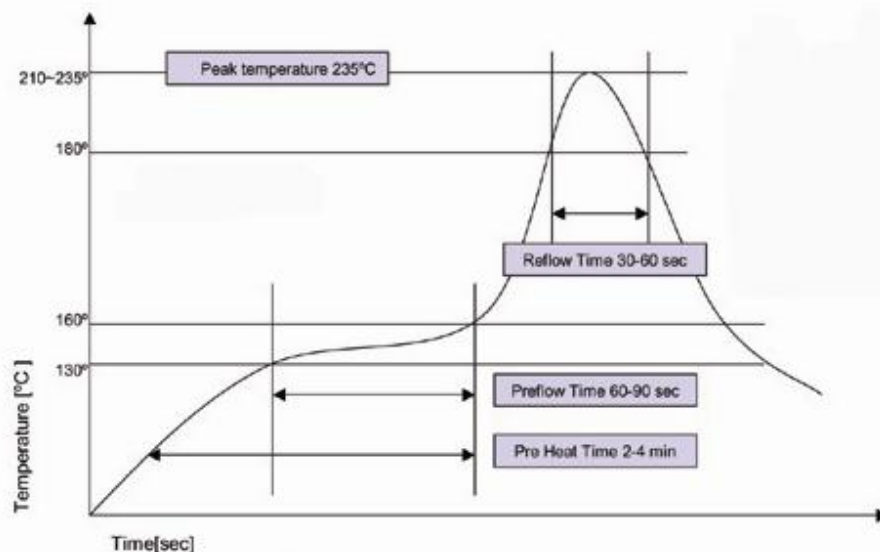 Peak temperature 235ºC
210~235º
180º
Reflow Time 30-60 sec
160º
130º
Preflow Time 60-90 sec
Pre Heat Time 2-4 min
Temperature [ºC ]
Time[sec]